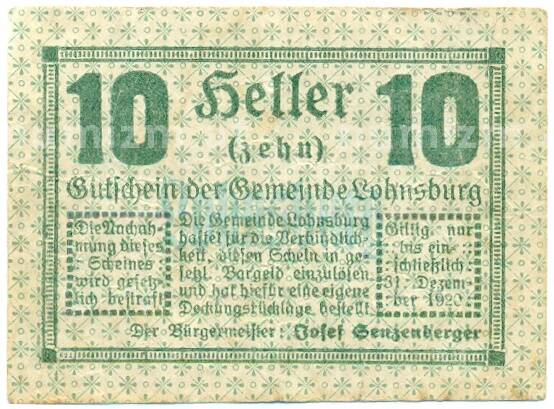 10 Heller 10
(zehn)
Gutschein der Gemeinde Lohnsburg
Die Nachah-
mung dieses
Scheines
wird gesetz-
lich bestraft
Die Gemeinde Lohnsburg
haftet für die Verbindlich-
keit, diesen Schein in ge-
setzl. Bargeld einzulösen
und hat hiefür eine eigene
Deckungsrücklage bestellt
Giltig nur
bis ein-
schließlich
31. Dezem-
ber 1920
Der Bürgermeister: Josef Senzenberger